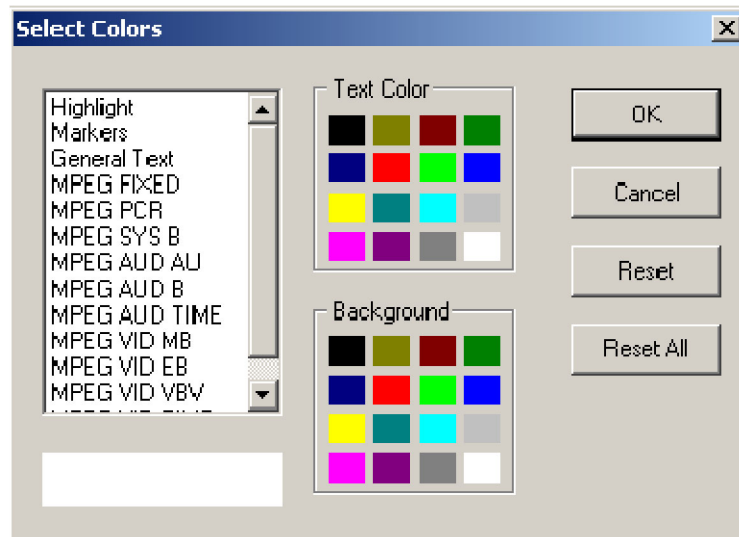 Select Colors
Highlight
Markers
General Text
MPEG FIXED
MPEG PCR
MPEG SYS B
MPEG AUD AU
MPEG AUD B
MPEG AUD TIME
MPEG VID MB
MPEG VID EB
MPEG VID VBV
Text Color
Background
OK
Cancel
Reset
Reset All